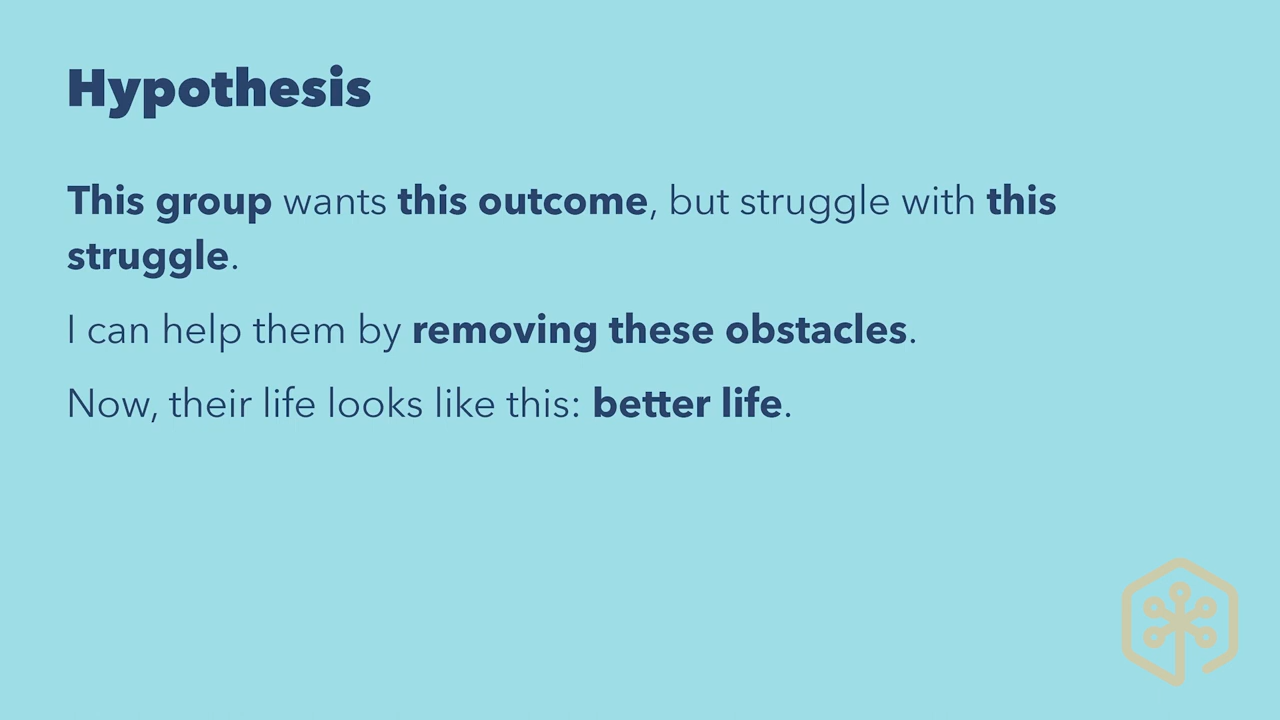 Hypothesis
This group wants this outcome, but struggle with this
struggle.
I can help them by removing these obstacles.
Now, their life looks like this: better life.